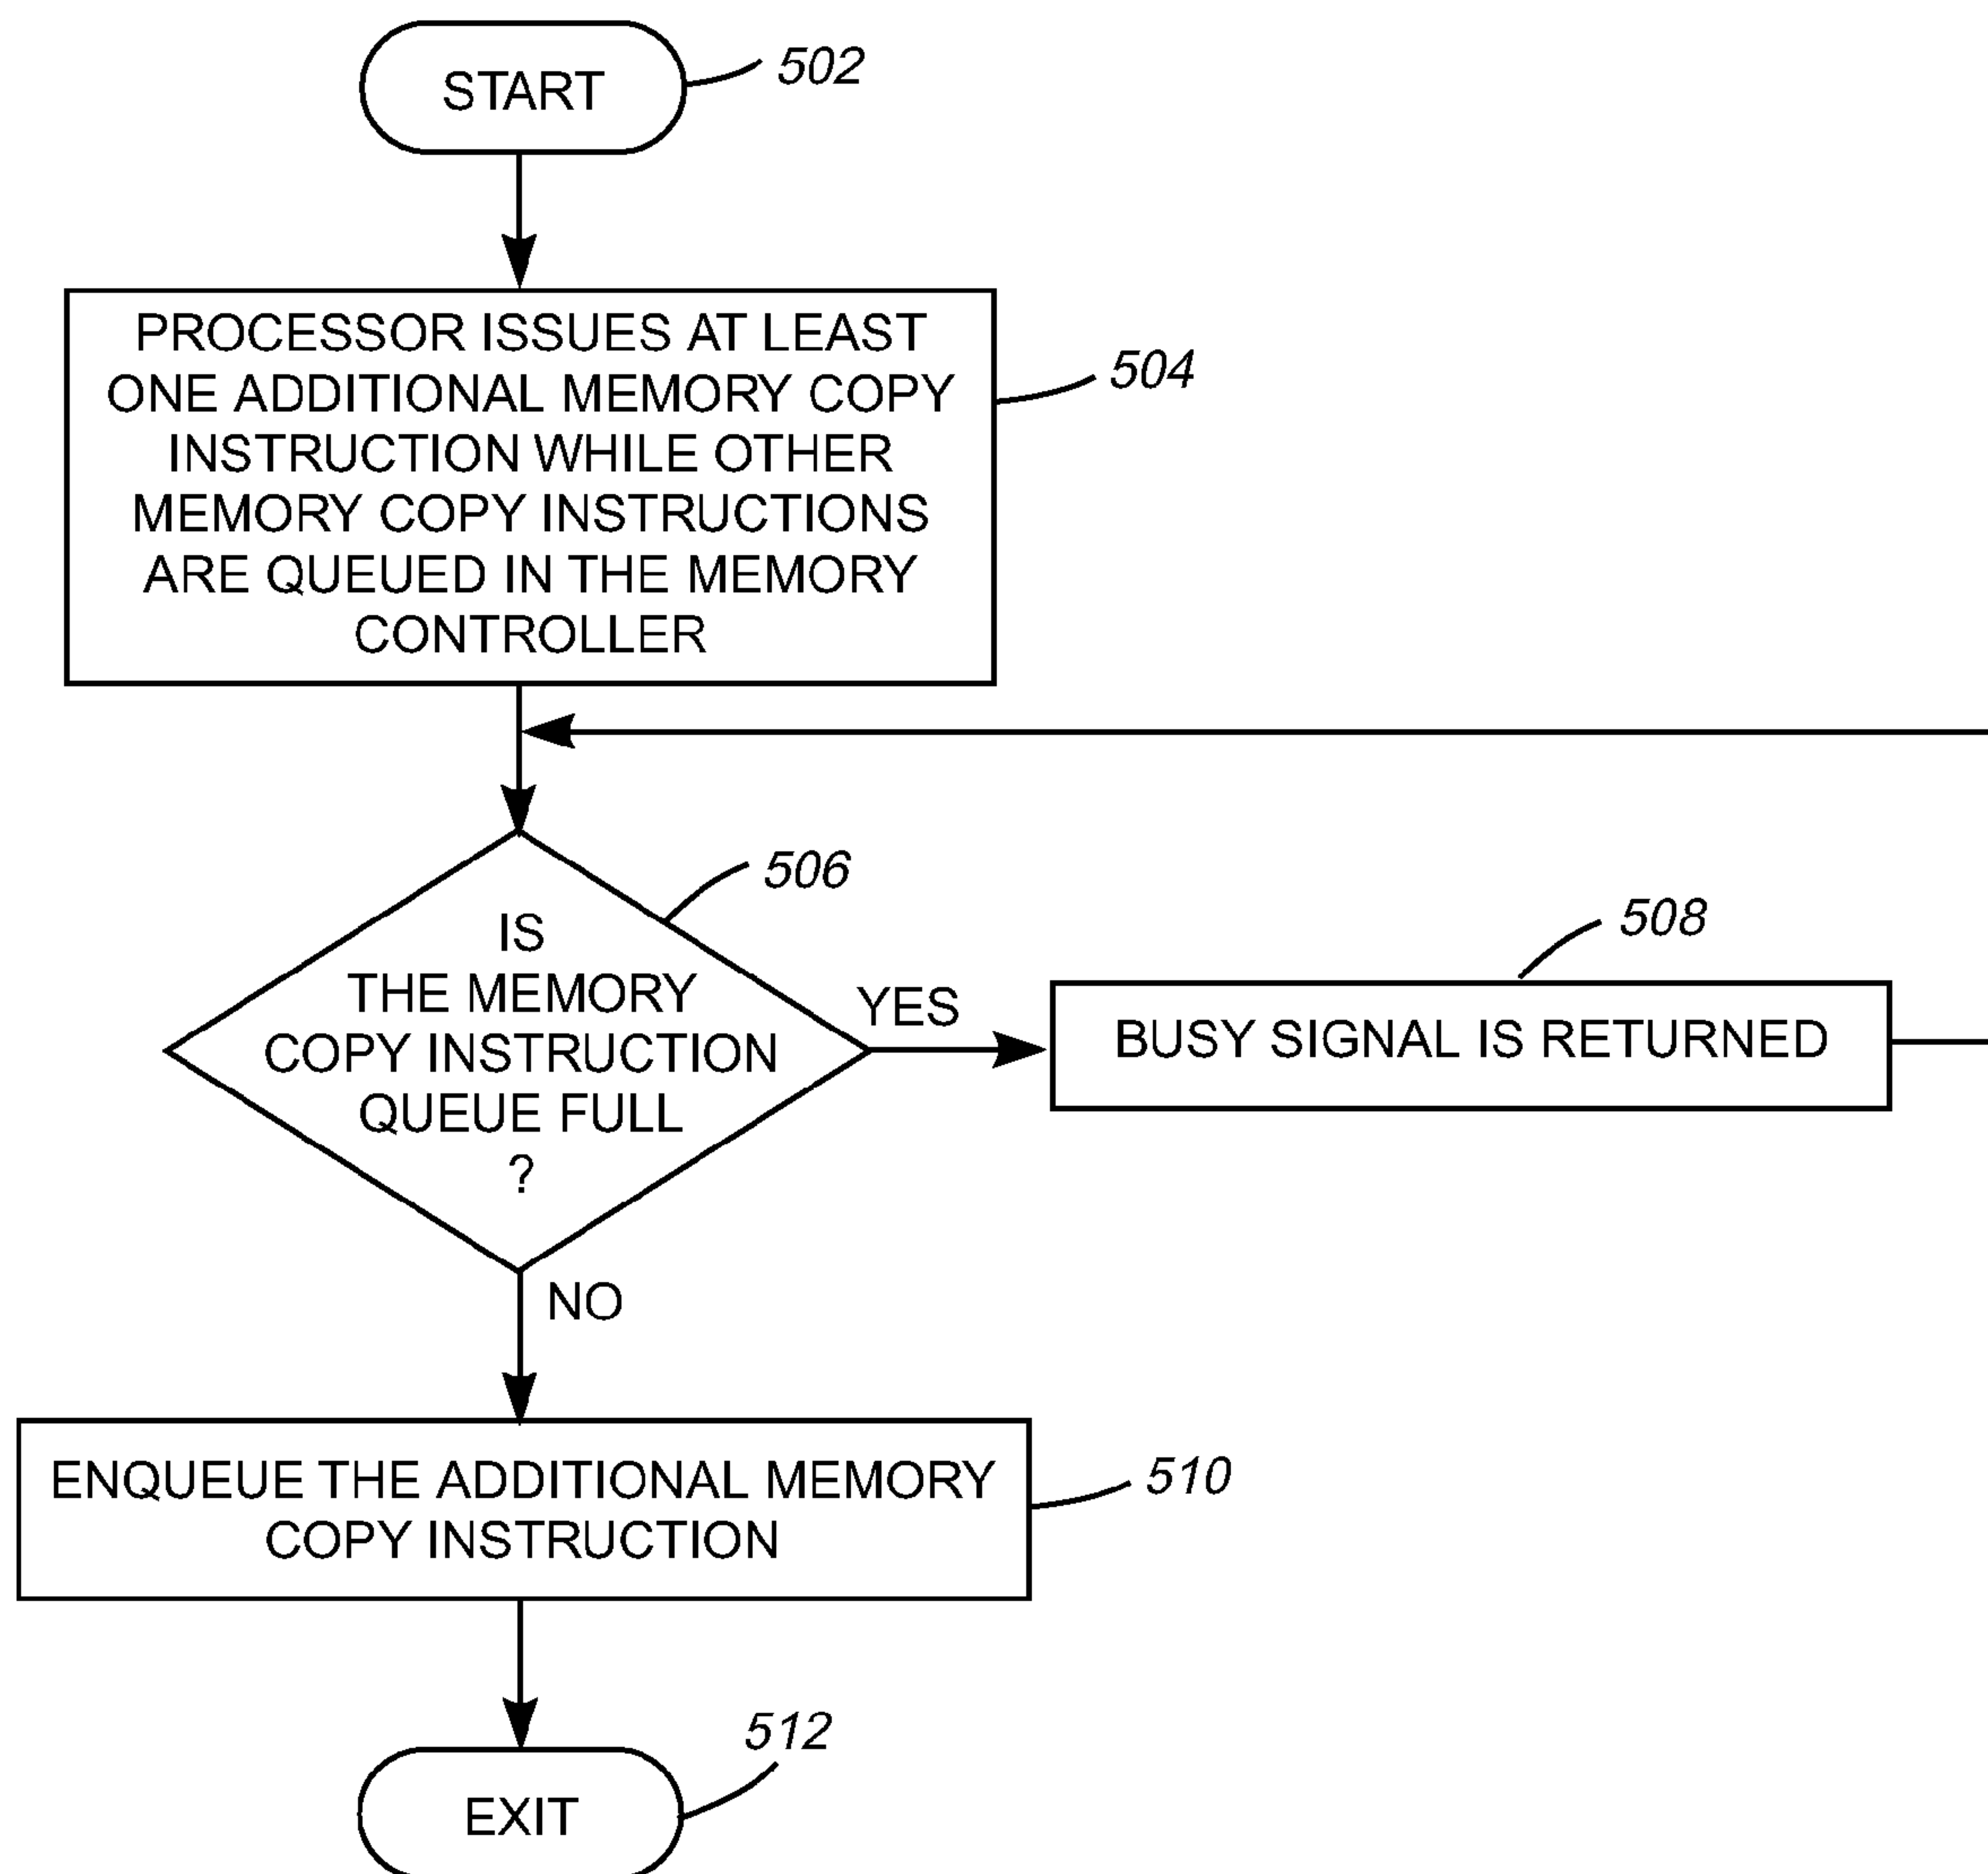 START
502
PROCESSOR ISSUES AT LEAST
ONE ADDITIONAL MEMORY COPY
INSTRUCTION WHILE OTHER
MEMORY COPY INSTRUCTIONS
ARE QUEUED IN THE MEMORY
CONTROLLER
504
506
IS
THE MEMORY
COPY INSTRUCTION
QUEUE FULL
?
YES
508
BUSY SIGNAL IS RETURNED
NO
ENQUEUE THE ADDITIONAL MEMORY
COPY INSTRUCTION
510
512
EXIT